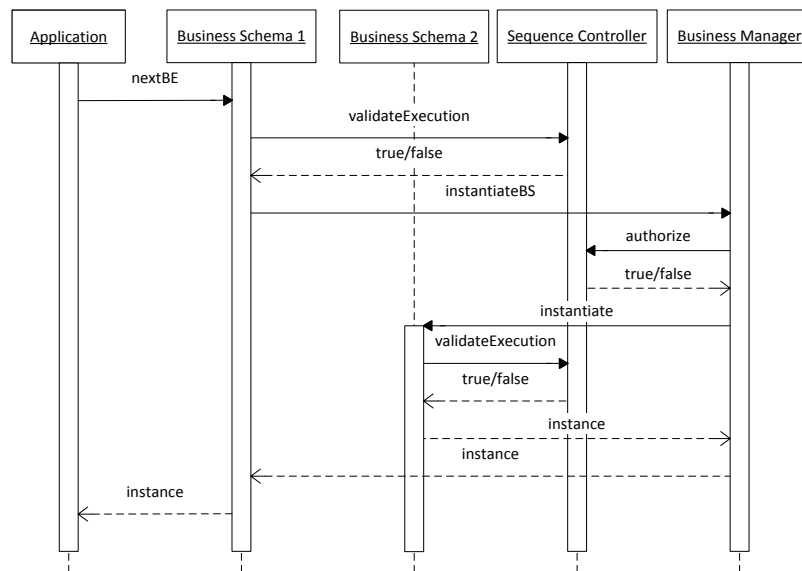 Application
Business Schema 1
Business Schema 2
Sequence Controller
Business Manager
nextBE
validateExecution
true/false
instantiateBS
authorize
true/false
instantiate
validateExecution
true/false
instance
instance
instance